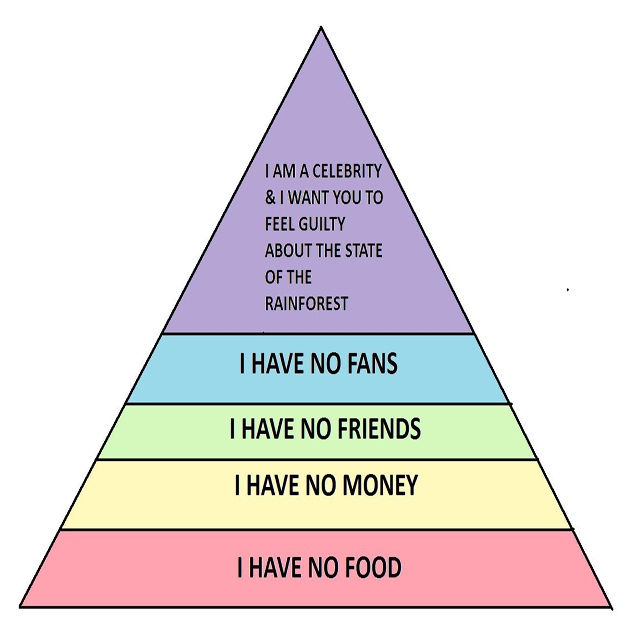 I AM A CELEBRITY
& I WANT YOU TO
FEEL GUILTY
ABOUT THE STATE
OF THE
RAINFOREST
I HAVE NO FANS
I HAVE NO FRIENDS
I HAVE NO MONEY
I HAVE NO FOOD